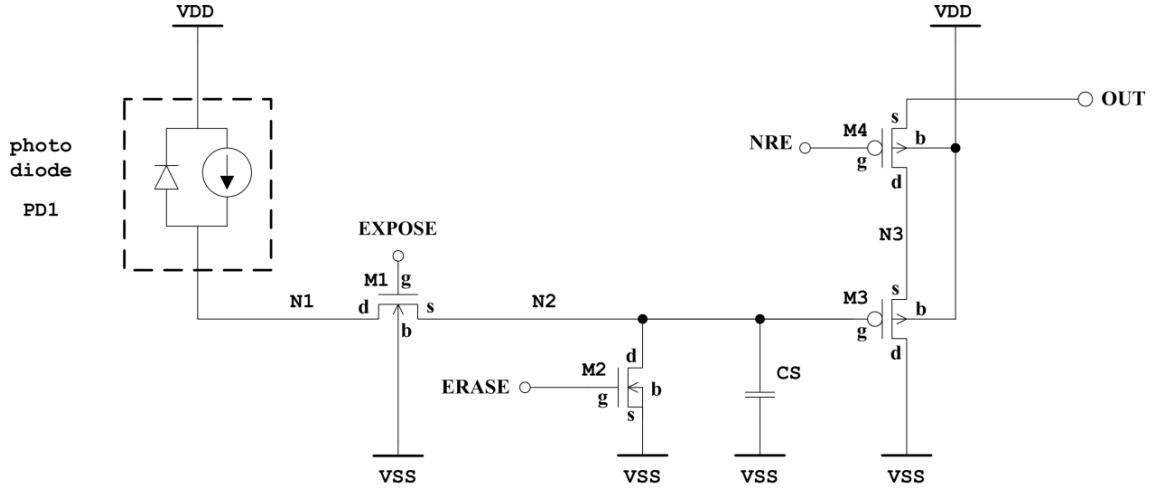 VDD
VDD
OUT
s
M4
b
NRE
g
d
photo
diode
PD1
EXPOSE
N3
M1
g
N1
d
s
N2
M3
s
b
g
b
d
M2
d
CS
ERASE
b
g
s
VSS
VSS
VSS
VSS